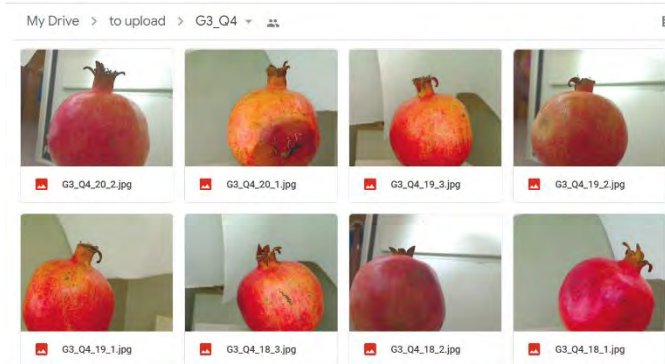 My Drive > to upload > G3_Q4
G3_Q4_20_2.jpg
G3_Q4_20_1.jpg
G3_Q4_19_3.jpg
G3_Q4_19_2.jpg
G3_Q4_19_1.jpg
G3_Q4_18_3.jpg
G3_Q4_18_2.jpg
G3_Q4_18_1.jpg